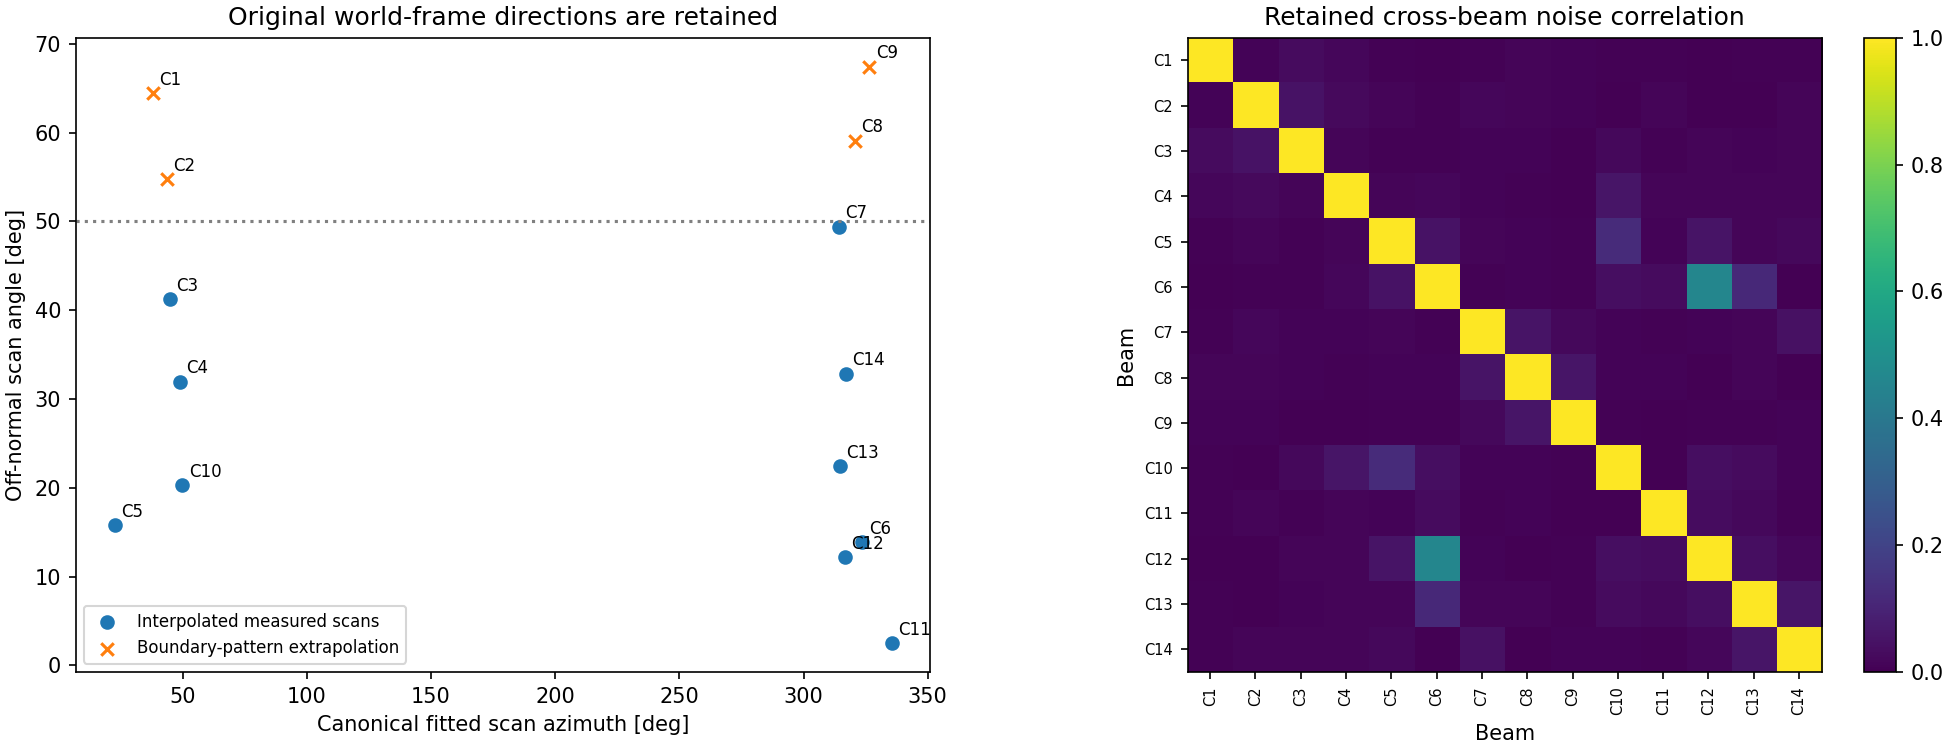 Original world-frame directions are retained
Off-normal scan angle [deg]
70
60
50
40
30
20
10
0
C9
C1
C8
C2
C7
C3
C14
C4
C13
C10
C5
C6
C12
C11
Interpolated measured scans
Boundary-pattern extrapolation
50 100 150 200 250 300 350
Canonical fitted scan azimuth [deg]
Retained cross-beam noise correlation
Beam
C1
C2
C3
C4
C5
C6
C7
C8
C9
C10
C11
C12
C13
C14
C1 C2 C3 C4 C5 C6 C7 C8 C9 C10 C11 C12 C13 C14
Beam
1.0
0.8
0.6
0.4
0.2
0.0